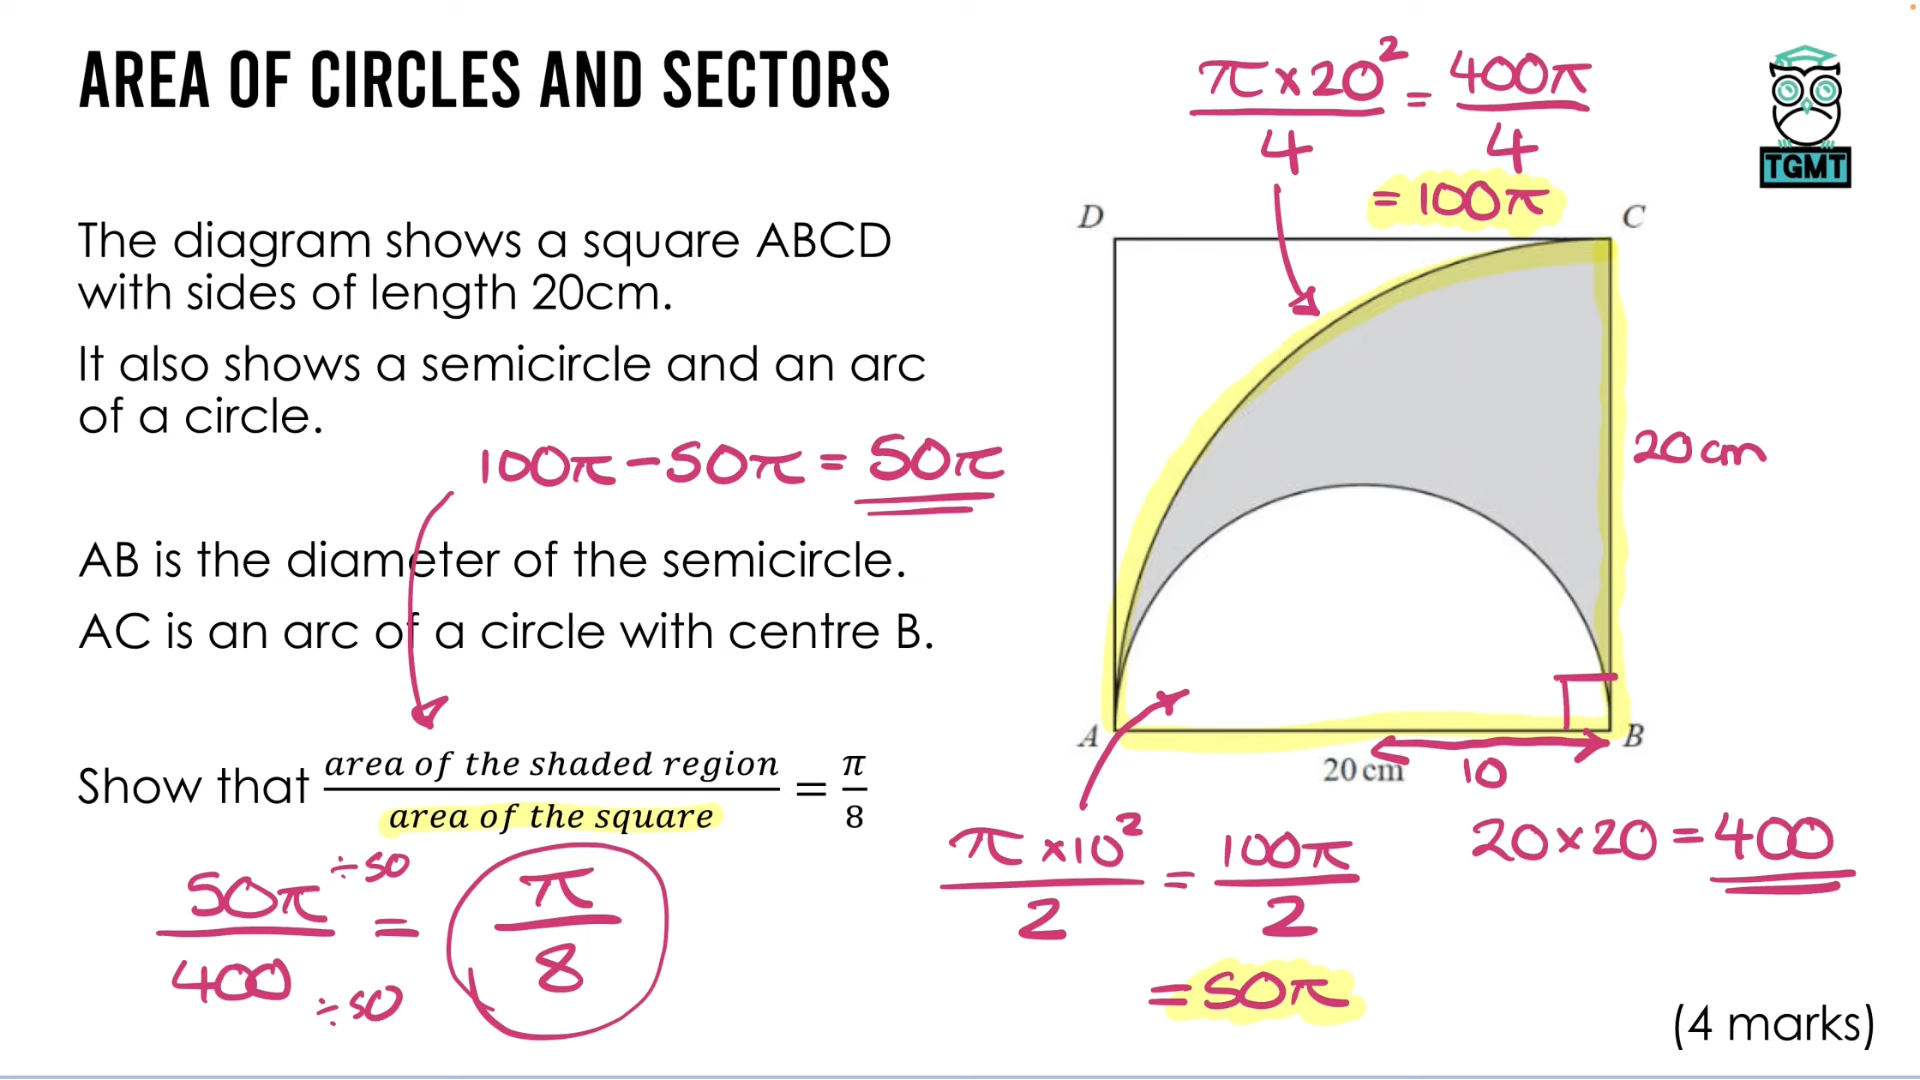 AREA OF CIRCLES AND SECTORS
π × 20² / 4 = 400π / 4
= 100π
TGMT
The diagram shows a square ABCD
with sides of length 20cm.
It also shows a semicircle and an arc
of a circle.
100π - 50π = 50π
AB is the diameter of the semicircle.
AC is an arc of a circle with centre B.
Show that area of the shaded region / area of the square = π / 8
50π / 400 ÷50 ÷50 = π / 8
D
C
20cm
A
B
20 cm
10
π × 10² / 2 = 100π / 2
= 50π
20 × 20 = 400
(4 marks)